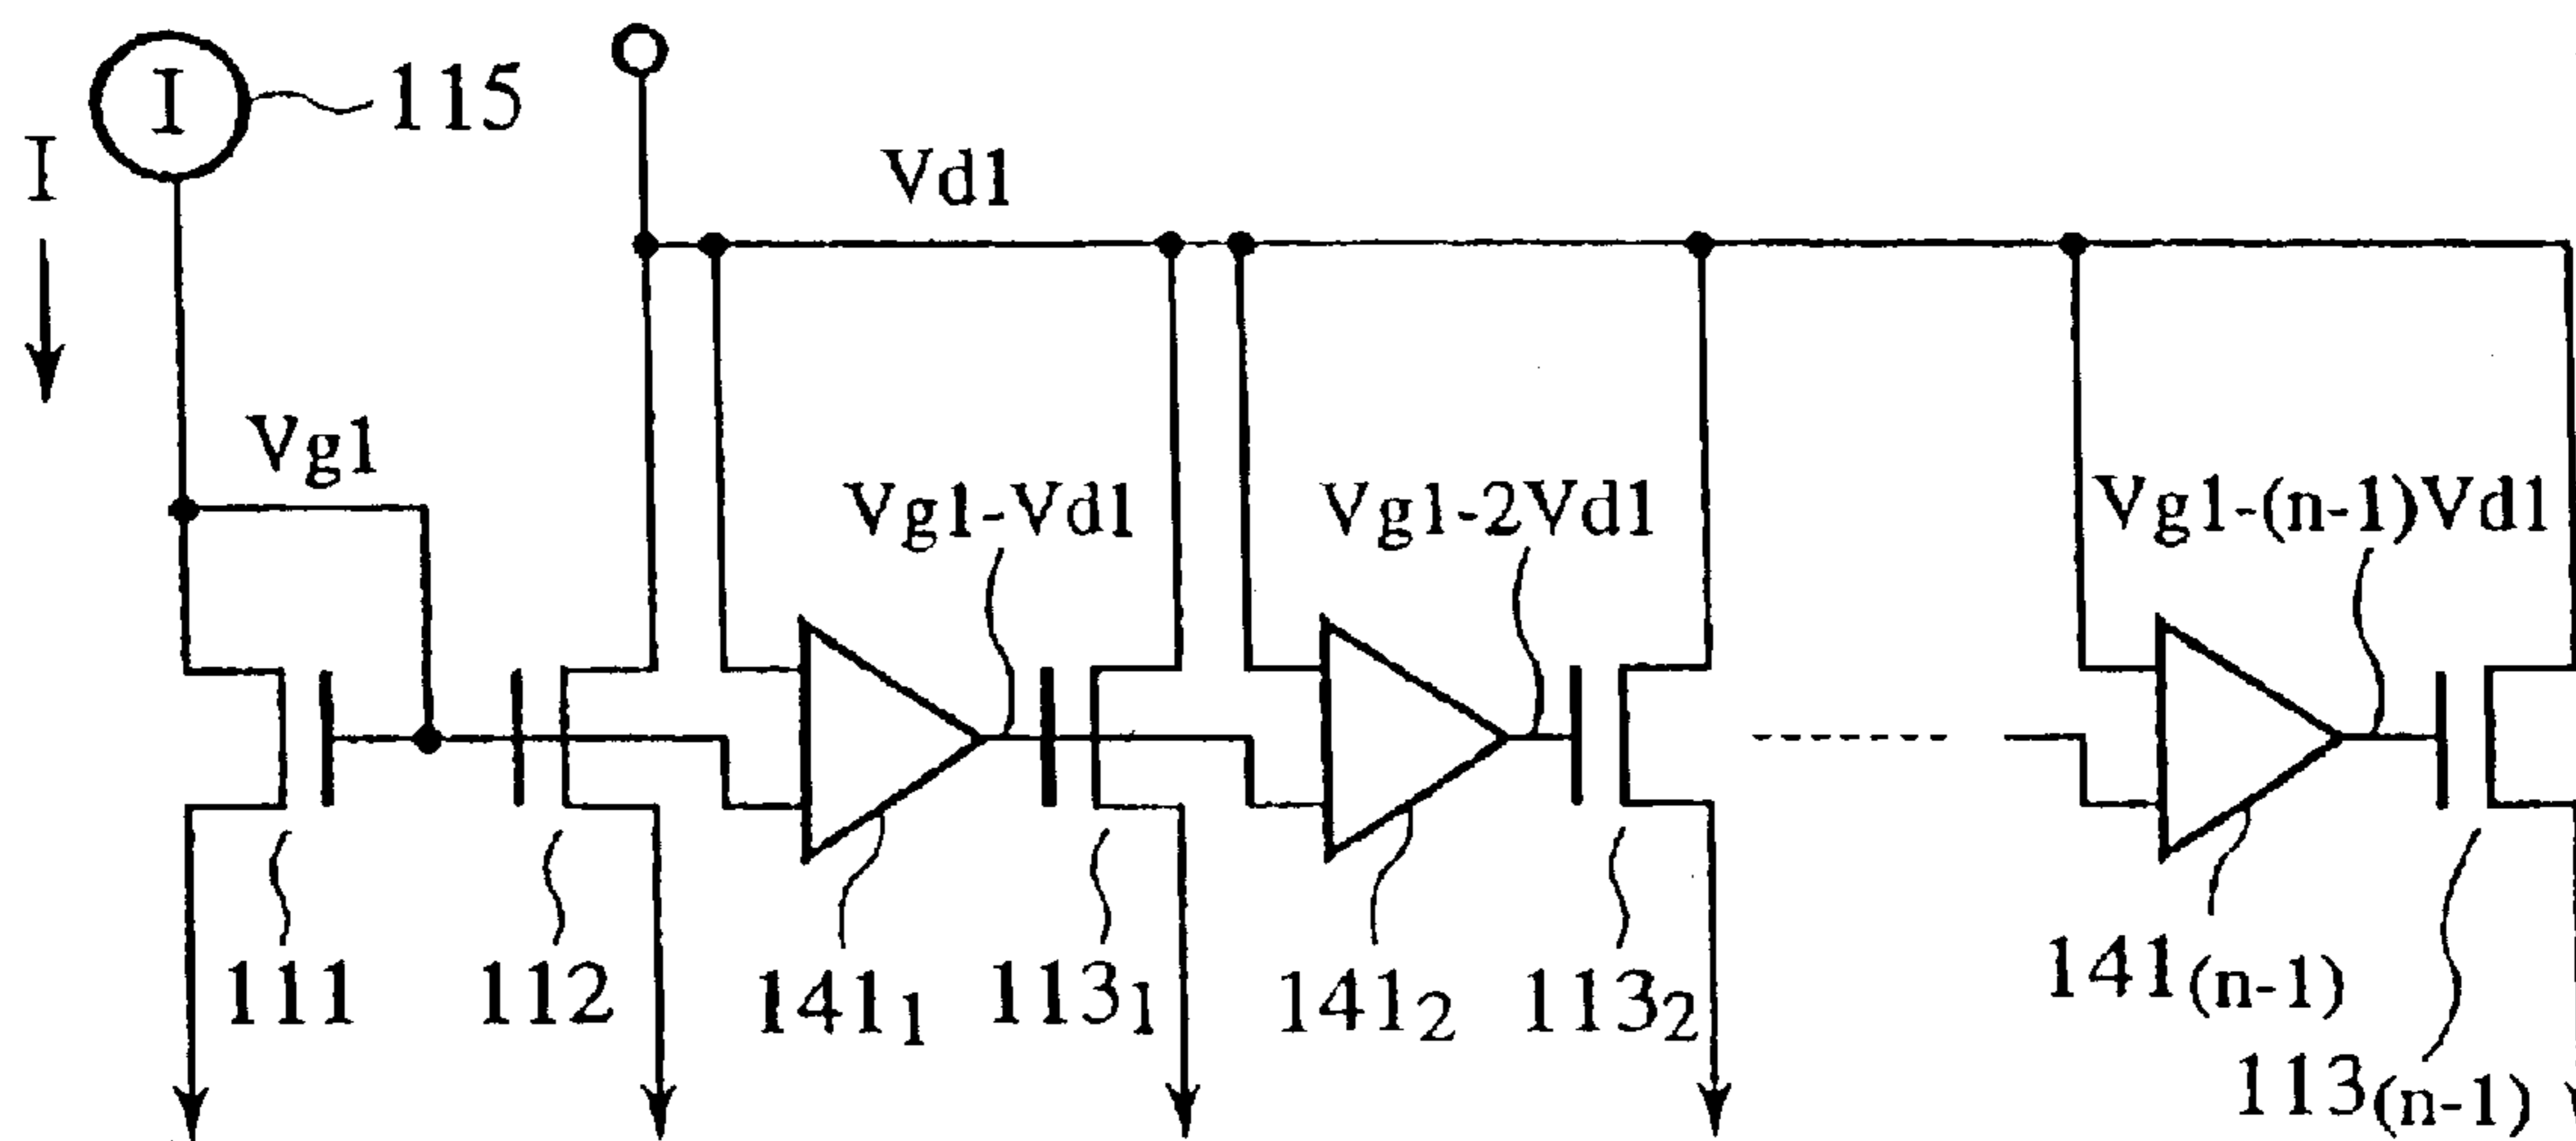 I
115
I
Vd1
Vg1
Vg1-Vd1
Vg1-2Vd1
Vg1-(n-1)Vd1
111
112
141₁
113₁
141₂
113₂
141₍ₙ₋₁₎
113₍ₙ₋₁₎